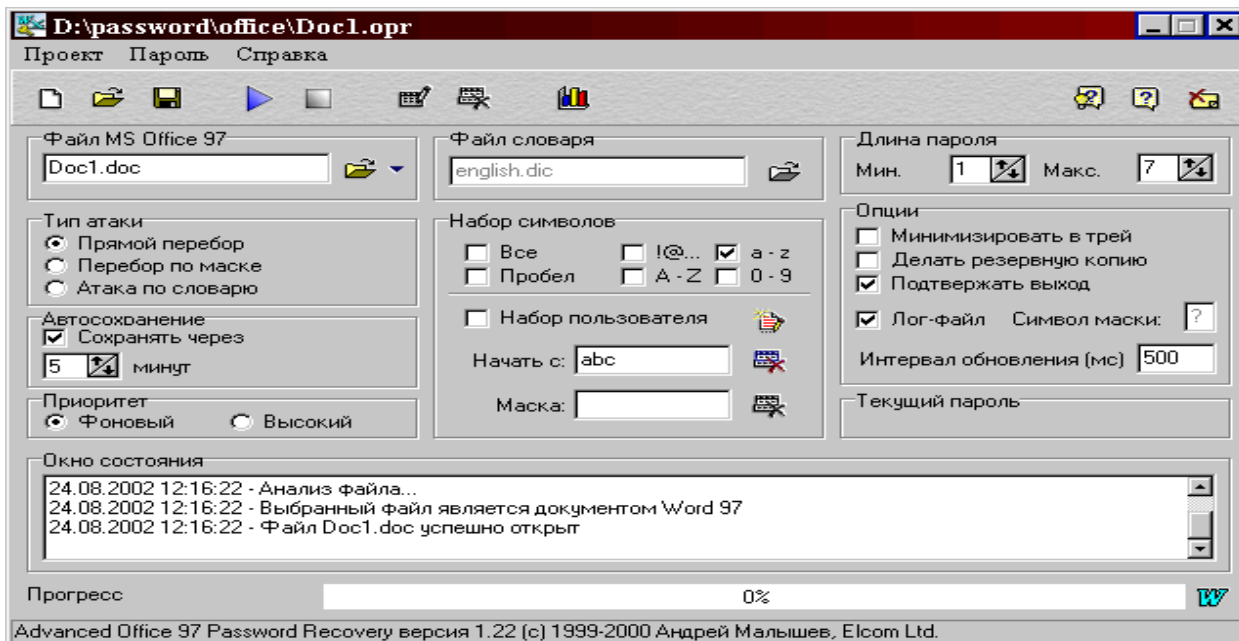 D:\password\office\Doc1.opr
Проект Пароль Справка
Файл MS Office 97
Doc1.doc
Файл словаря
english.dic
Длина пароля
Мин. 1 Макс. 7
Тип атаки
Прямой перебор
Перебор по маске
Атака по словарю
Набор символов
Все !@... a - z
Пробел A - Z 0 - 9
Набор пользователя
Начать с: abc
Маска:
Опции
Минимизировать в трей
Делать резервную копию
Подтвержать выход
Лог-файл Символ маски: ?
Интервал обновления (мс) 500
Автосохранение
Сохранять через
5 минут
Приоритет
Фоновый Высокий
Текущий пароль
Окно состояния
24.08.2002 12:16:22 - Анализ файла...
24.08.2002 12:16:22 - Выбранный файл является документом Word 97
24.08.2002 12:16:22 - Файл Doc1.doc успешно открыт
Прогресс 0%
Advanced Office 97 Password Recovery версия 1.22 (c) 1999-2000 Андрей Малышев, Elcom Ltd.